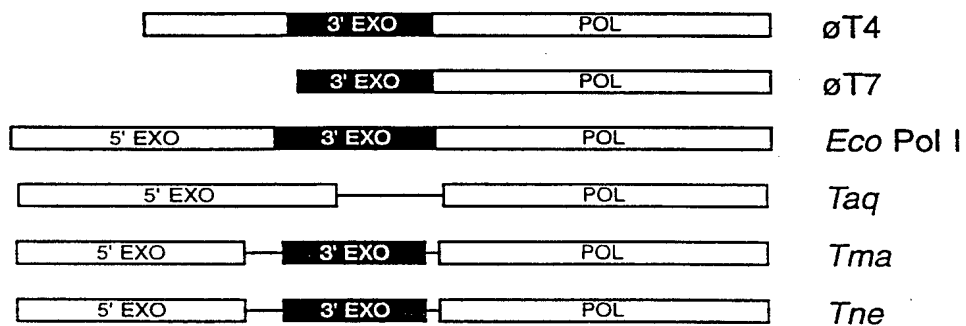 3' EXO POL øT4
3' EXO POL øT7
5' EXO 3' EXO POL Eco Pol I
5' EXO POL Taq
5' EXO 3' EXO POL Tma
5' EXO 3' EXO POL Tne